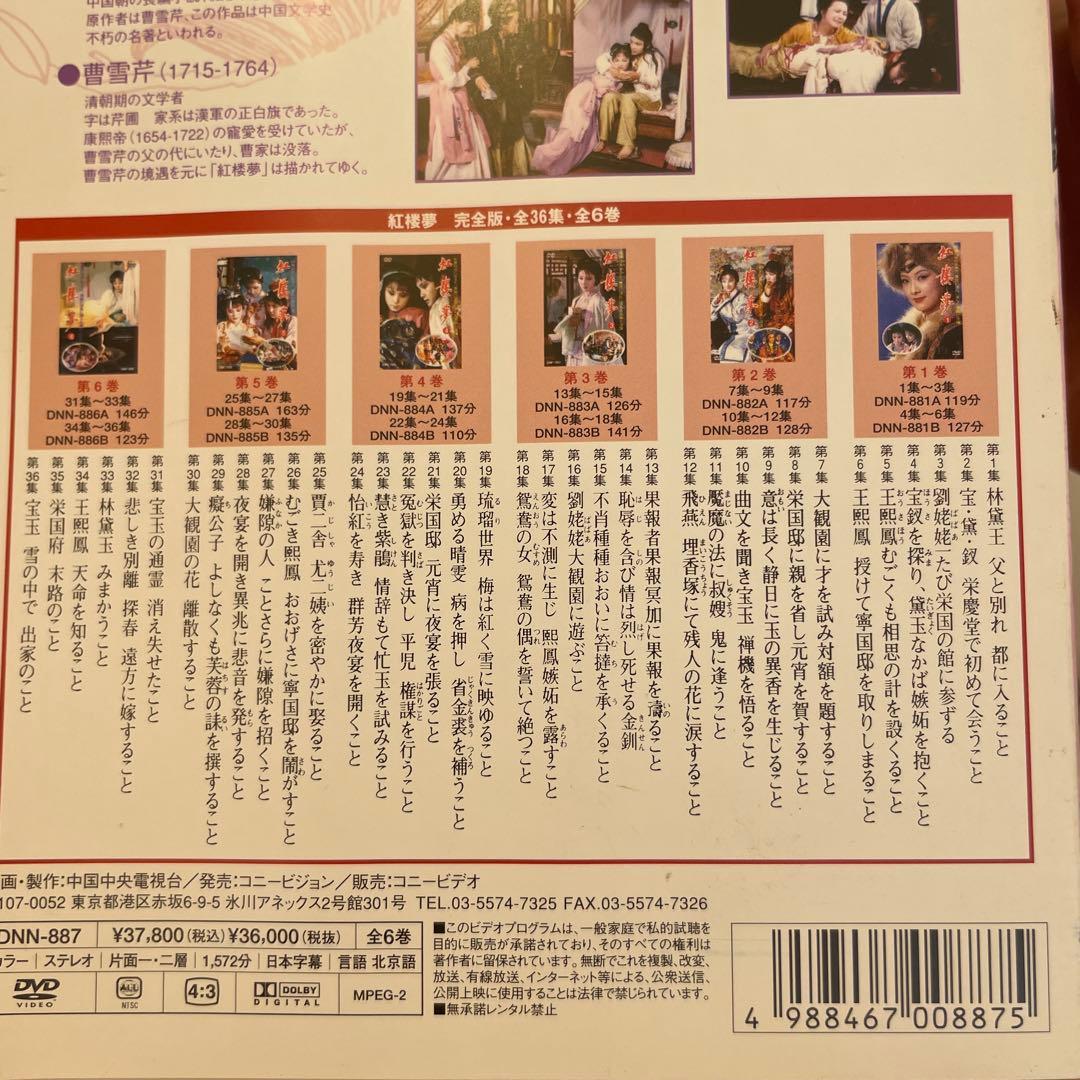 原作者は曹雪芹、この作品は中国文学史
不朽の名著といわれる。
●曹雪芹(1715-1764)
清朝期の文学者
字は芹圃 家系は漢軍の正白旗であった。
康熙帝(1654-1722)の寵愛を受けていたが、
曹雪芹の父の代にいたり、曹家は没落。
曹雪芹の境遇を元に「紅楼夢」は描かれてゆく。
紅楼夢 完全版・全36集・全6巻
第1巻
1集〜3集
DNN-881A 119分
4集〜6集
DNN-881B 127分
第2巻
7集〜9集
DNN-882A 117分
10集〜12集
DNN-882B 128分
第3巻
13集〜15集
DNN-883A 126分
16集〜18集
DNN-883B 141分
第4巻
19集〜21集
DNN-884A 137分
22集〜24集
DNN-884B 110分
第5巻
25集〜27集
DNN-885A 163分
28集〜30集
DNN-885B 135分
第6巻
31集〜33集
DNN-886A 146分
34集〜36集
DNN-886B 123分
第1集 林黛玉 父と別れ 都に入ること
第2集 宝・黛・釵 栄慶堂で初めて会うこと
第3集 劉姥姥一たび栄国の館に参ずる
第4集 宝釵を探り 黛玉なかば嫉妬を抱くこと
第5集 王熙鳳むごくも相思の計を設くること
第6集 王熙鳳 授けて寧国邸を取りしまること
第7集 大観園に才を試み対額を題すること
第8集 栄国邸に親を省し元宵を賀すること
第9集 意は長く静日に玉の異香を生じること
第10集 曲文を聞き宝玉 禅機を悟ること
第11集 魘魔の法に叔嫂 鬼に逢うこと
第12集 飛燕 埋香塚にて残人の花に涙すること
第13集 果報者果報冥加に果報を禱ること
第14集 恥辱を含び情は烈し死せる金釧
第15集 不肖種種おおいに笞撻を承くること
第16集 劉姥姥大観園に遊ぶこと
第17集 変は不測に生じ 熙鳳嫉妬を露すこと
第18集 鴛鴦の女 鴛鴦の偶を誓いて絶つこと
第19集 琉瑠世界 梅は紅く雪に映ゆること
第20集 勇める晴雯 病を押し 雀金裘を補うこと
第21集 栄国邸 元宵に夜宴を張ること
第22集 冤獄を判き決し 平児 権謀を行うこと
第23集 慧き紫鵑 情辞もて忙玉を試みること
第24集 怡紅を寿き 群芳夜宴を開くこと
第25集 賈二舎 尤二姨を密やかに娶ること
第26集 むごき熙鳳 おおげさに寧国邸を鬧がすこと
第27集 嫌隙の人 ことさらに嫌隙を招くこと
第28集 夜宴を開き異兆に悲音を発すること
第29集 癡公子 よしなくも芙蓉の誄を撰すること
第30集 大観園の花 離散すること
第31集 宝玉の通霊 消え失せたこと
第32集 悲しき別離 探春 遠方に嫁すること
第33集 林黛玉 みまかうこと
第34集 王熙鳳 天命を知ること
第35集 栄国府 末路のこと
第36集 宝玉 雪の中で 出家のこと
画・製作:中国中央電視台／発売:コニービジョン／販売:コニービデオ
107-0052 東京都港区赤坂6-9-5 氷川アネックス2号館301号 TEL.03-5574-7325 FAX.03-5574-7326
DNN-887 ¥37,800(税込) ¥36,000(税抜) 全6巻
カラー ステレオ 片面一・二層 1,572分 日本字幕 言語 北京語
DVD VIDEO ALL NTSC 4:3 DOLBY DIGITAL MPEG-2
■このビデオプログラムは、一般家庭で私的試聴を
目的に販売が承諾されており、そのすべての権利は
著作者に留保されています。無断でこれを複製、改変、
放送、有線放送、インターネット等による、公衆送信、
公開上映に使用することは法律で禁じられています。
■無承諾レンタル禁止
4 988467 008875